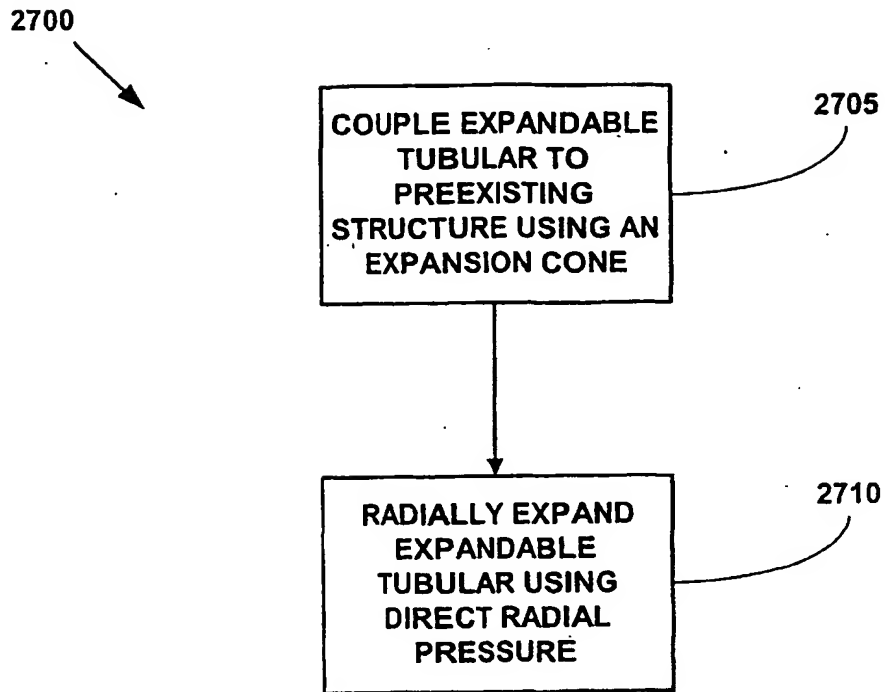 2700
COUPLE EXPANDABLE
TUBULAR TO
PREEXISTING
STRUCTURE USING AN
EXPANSION CONE
2705
RADIALLY EXPAND
EXPANDABLE
TUBULAR USING
DIRECT RADIAL
PRESSURE
2710